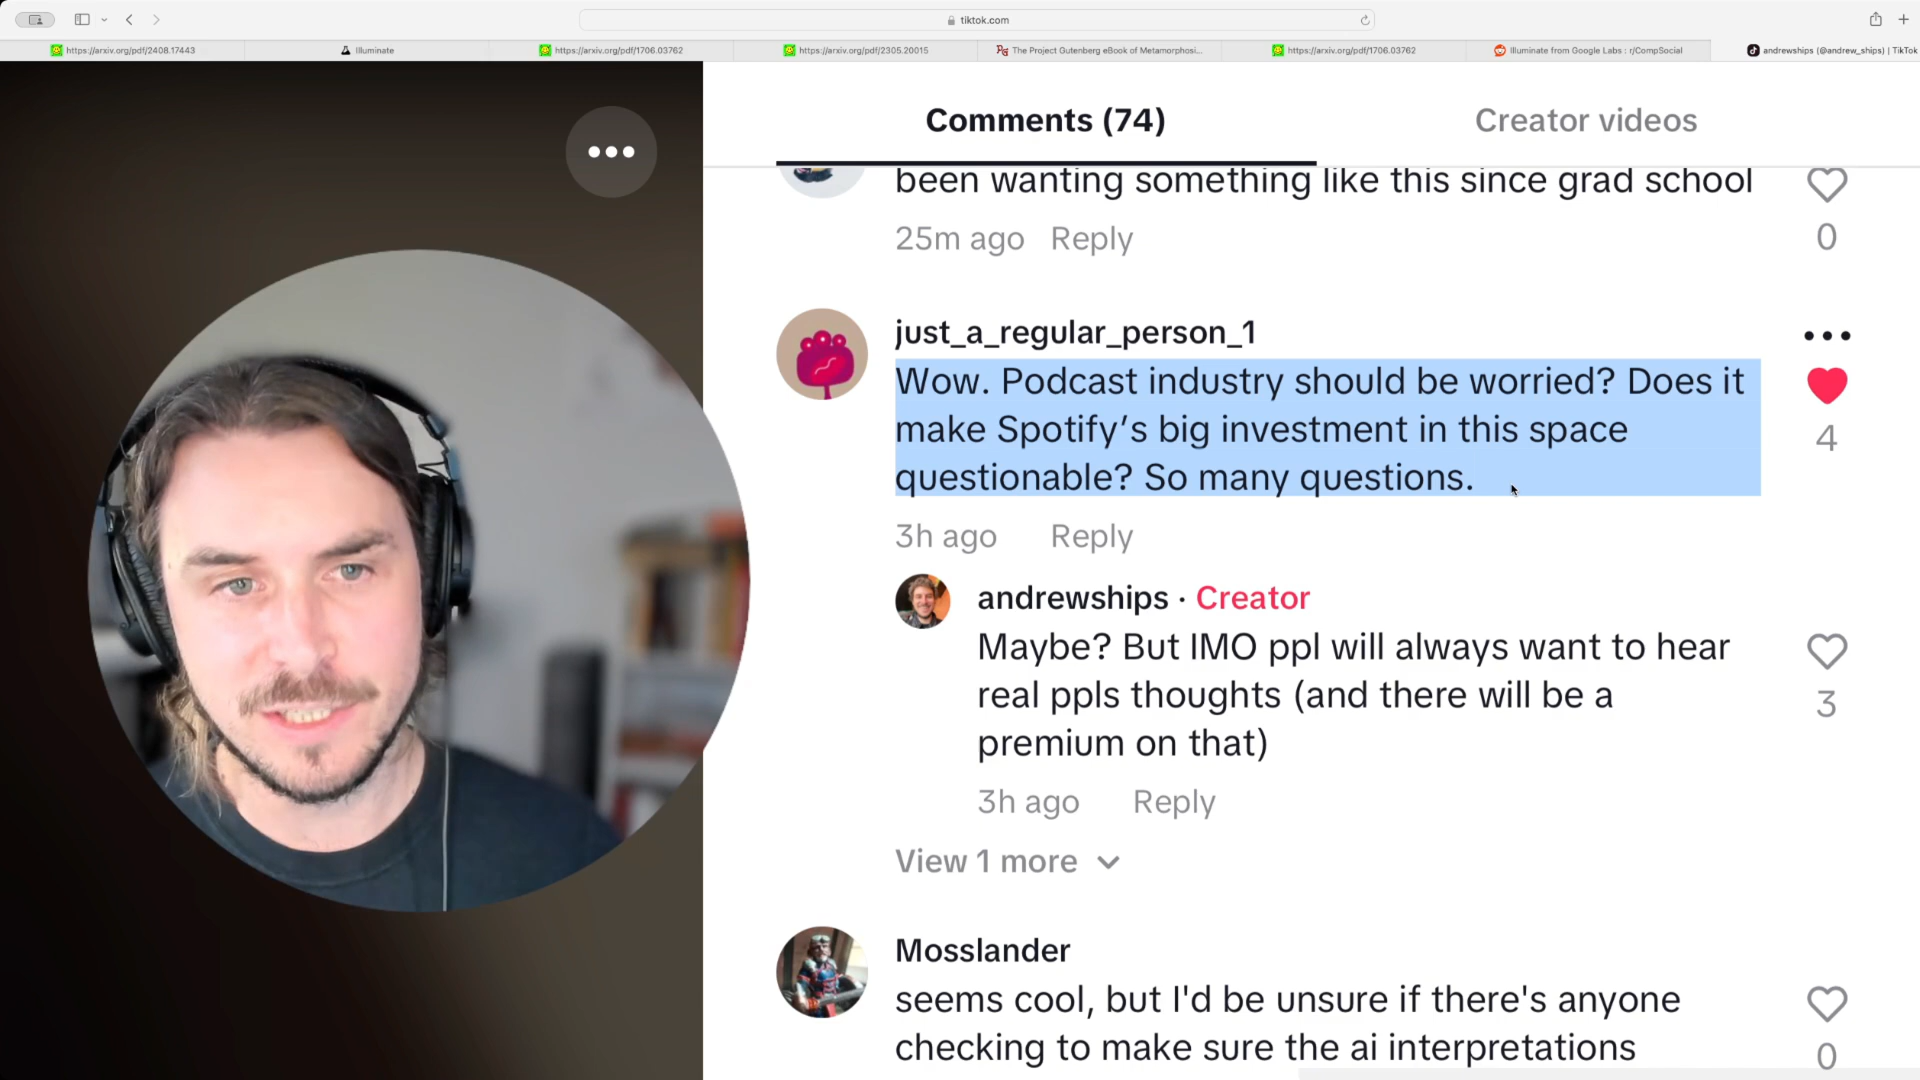 tiktok.com
https://arxiv.org/pdf/2408.17443
Illuminate
https://arxiv.org/pdf/1706.03762
https://arxiv.org/pdf/2305.20015
The Project Gutenberg eBook of Metamorphosi...
https://arxiv.org/pdf/1706.03762
Illuminate from Google Labs : r/CompSocial
andrewships (@andrew_ships) | TikTok
Comments (74)
Creator videos
been wanting something like this since grad school
25m ago Reply
0
just_a_regular_person_1
Wow. Podcast industry should be worried? Does it
make Spotify’s big investment in this space
questionable? So many questions.
4
3h ago Reply
andrewships · Creator
Maybe? But IMO ppl will always want to hear
real ppls thoughts (and there will be a
premium on that)
3
3h ago Reply
View 1 more
Mosslander
seems cool, but I'd be unsure if there's anyone
checking to make sure the ai interpretations
0